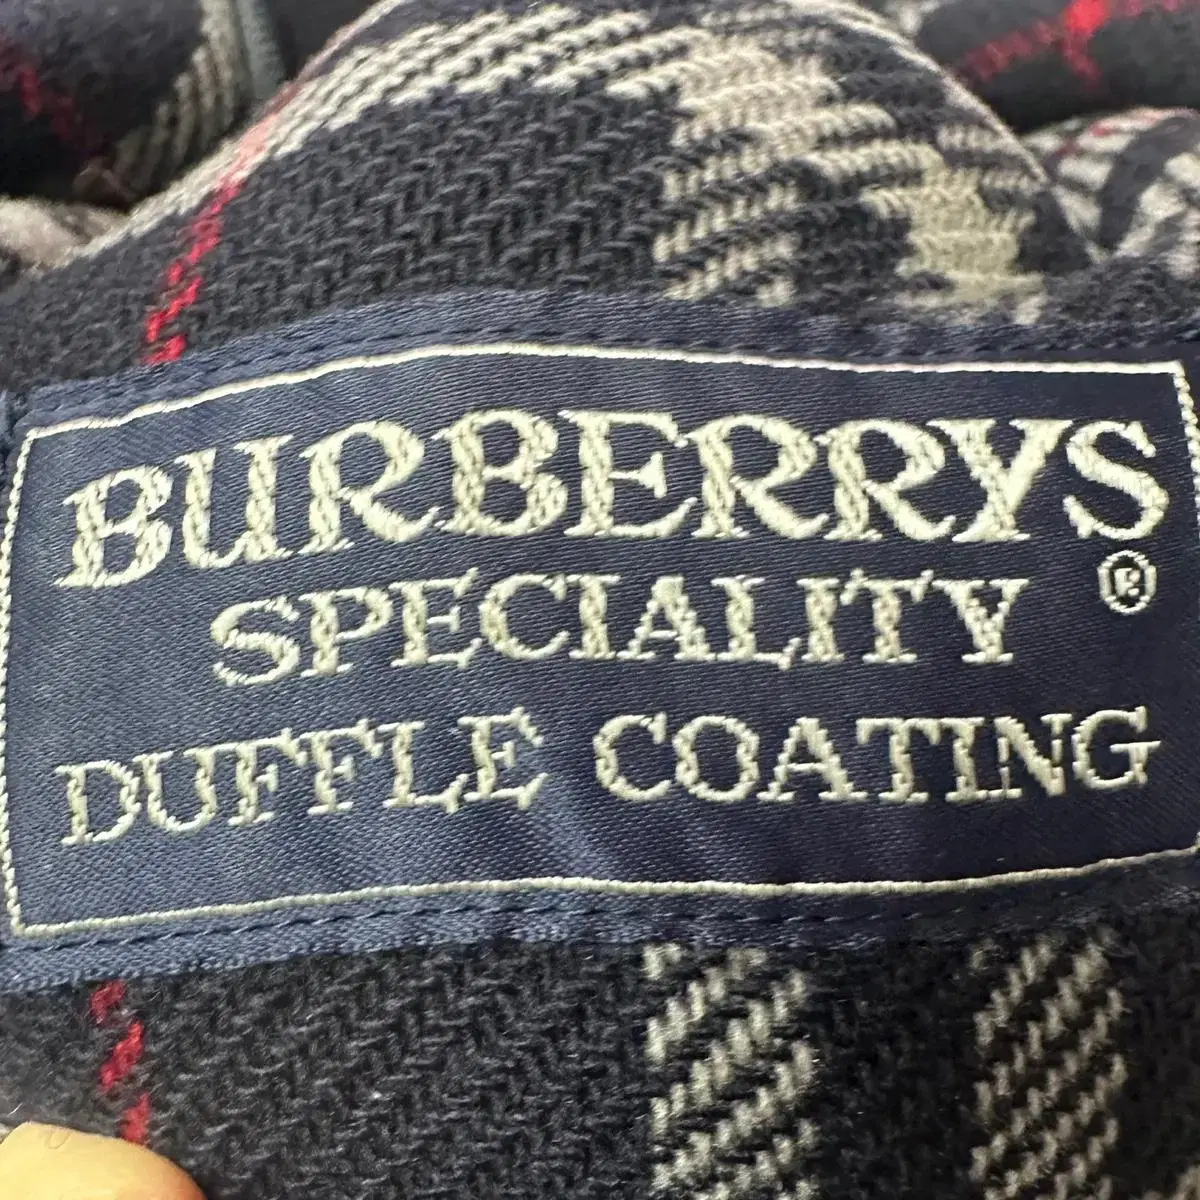 BURBERRYS
®
SPECIALITY
DUFFLE COATING